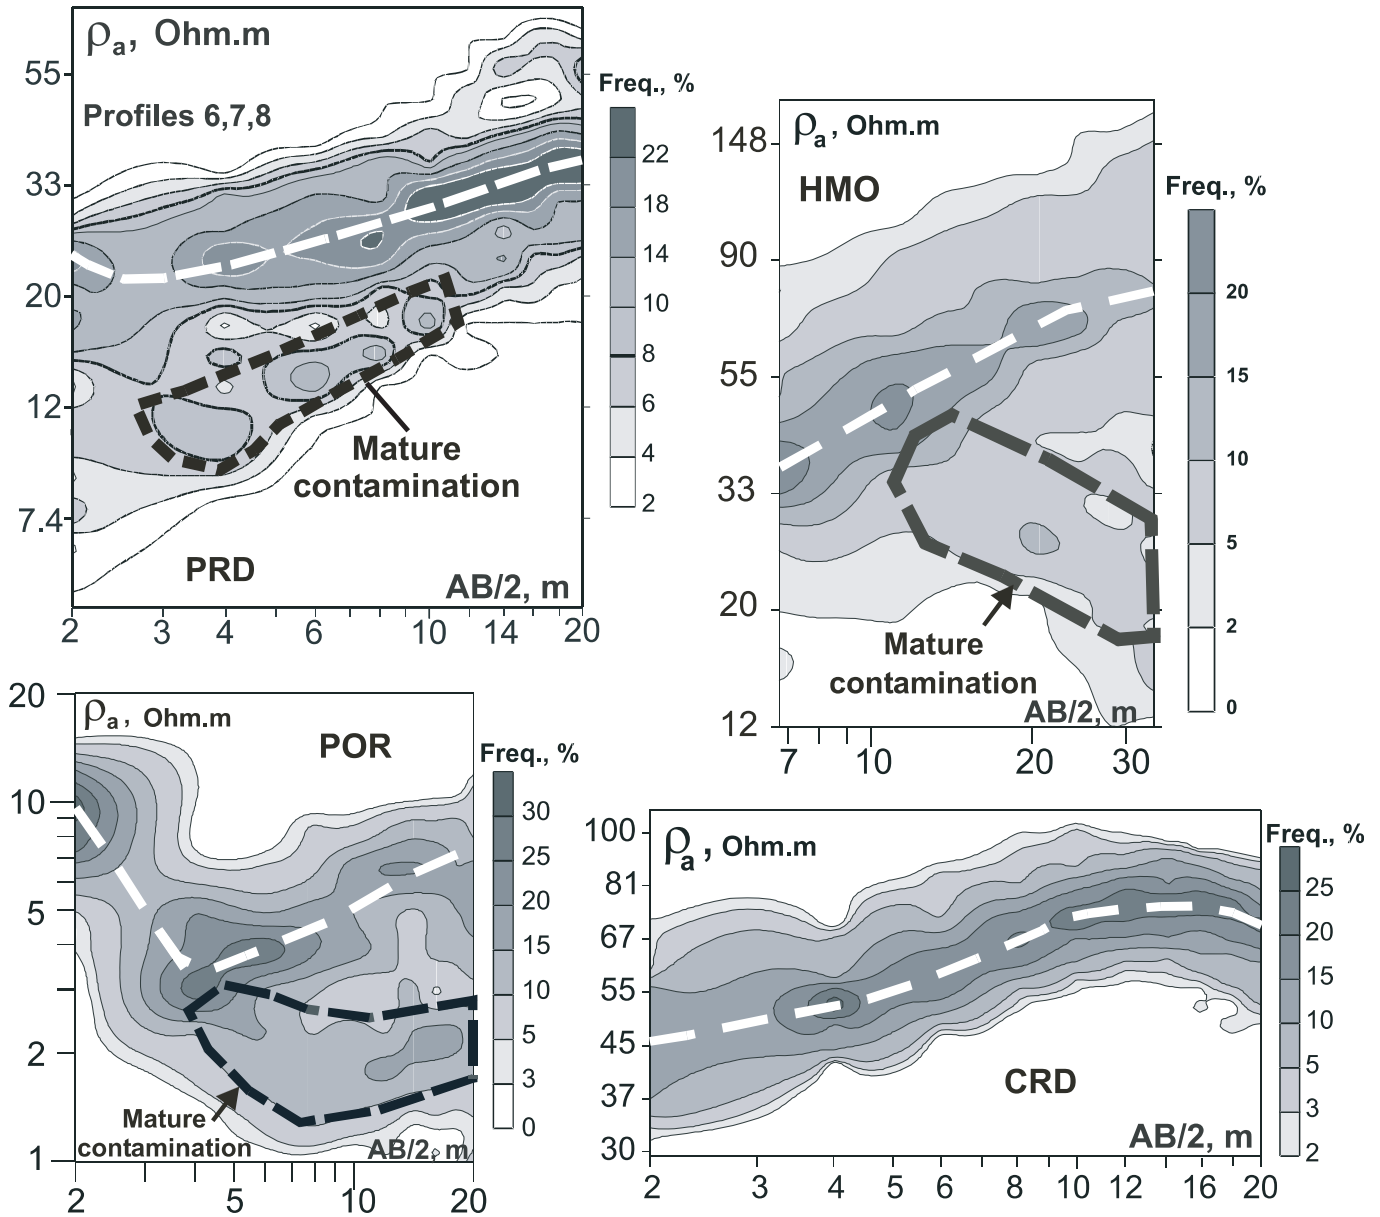 ρa, Ohm.m
Profiles 6,7,8
55
33
20
12
7.4
PRD
Mature
contamination
AB/2, m
2 3 4 6 10 14 20
Freq., %
22
18
14
10
8
6
4
2
ρa, Ohm.m
HMO
148
90
55
33
20
12
Mature
contamination
AB/2, m
7 10 20 30
Freq., %
20
15
10
5
2
0
ρa, Ohm.m
POR
20
10
5
2
1
Mature
contamination
AB/2, m
2 5 10 20
Freq., %
30
25
20
15
10
5
3
0
ρa, Ohm.m
100
81
67
55
45
37
30
CRD
AB/2, m
2 3 4 5 6 8 10 12 16 20
Freq., %
25
20
15
10
5
3
2